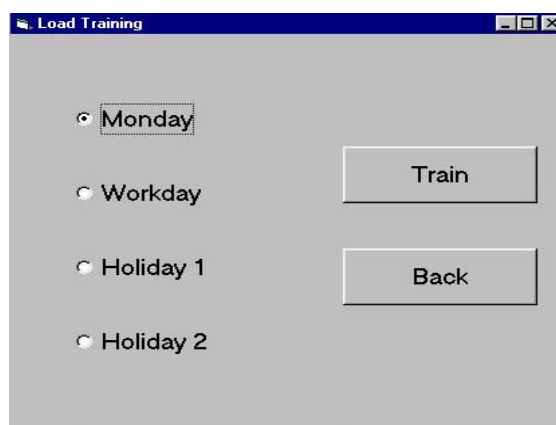 Load Training
Monday
Workday
Holiday 1
Holiday 2
Train
Back